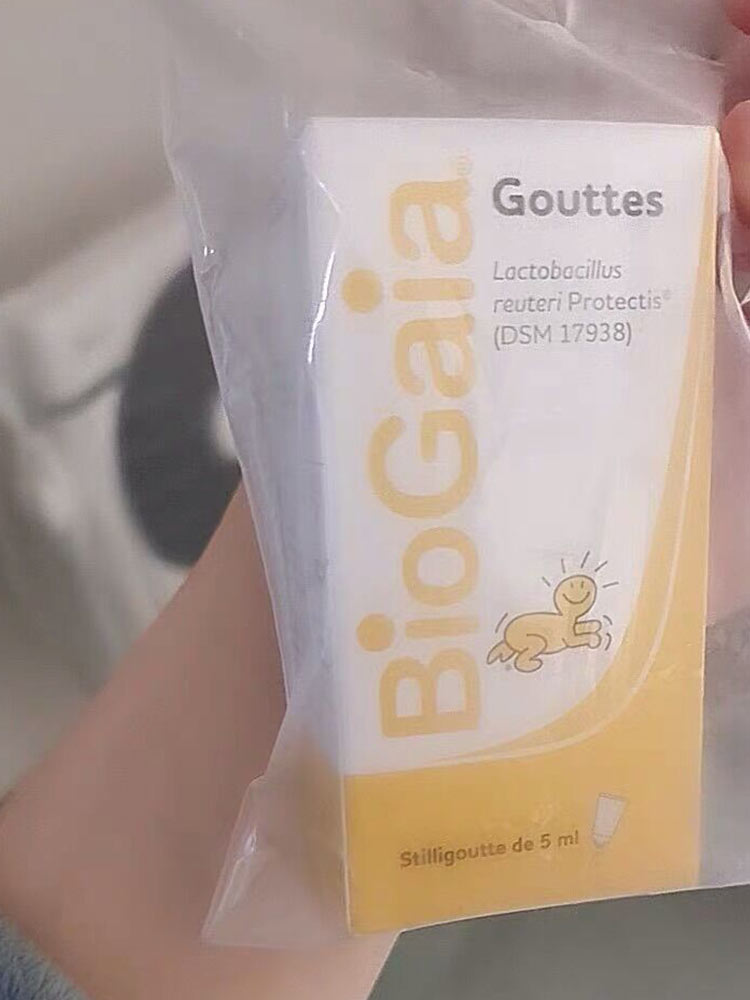 BioGaia
Gouttes
Lactobacillus
reuteri Protectis®
(DSM 17938)
Stilligoutte de 5 ml